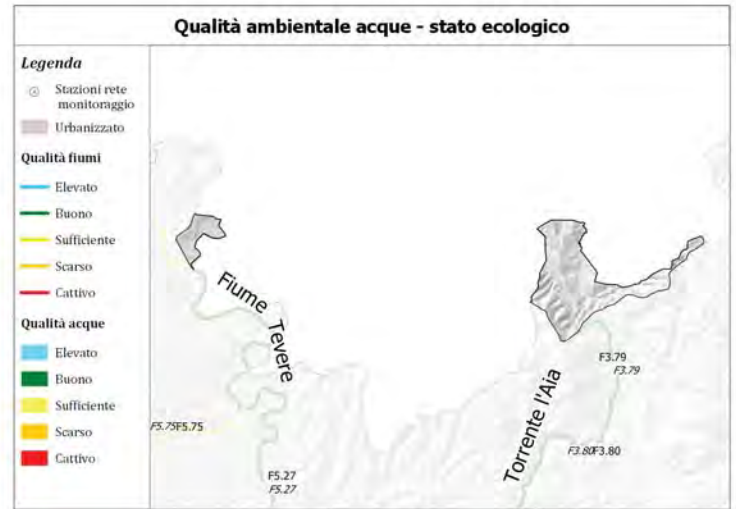 Qualità ambientale acque - stato ecologico
Legenda
Stazioni rete
monitoraggio
Urbanizzato
Qualità fiumi
Elevato
Buono
Sufficiente
Scarso
Cattivo
Qualità acque
Elevato
Buono
Sufficiente
Scarso
Cattivo
Fiume Tevere
Torrente l'Aia
F3.79
F3.79
F5.75F5.75
F3.80F3.80
F5.27
F5.27